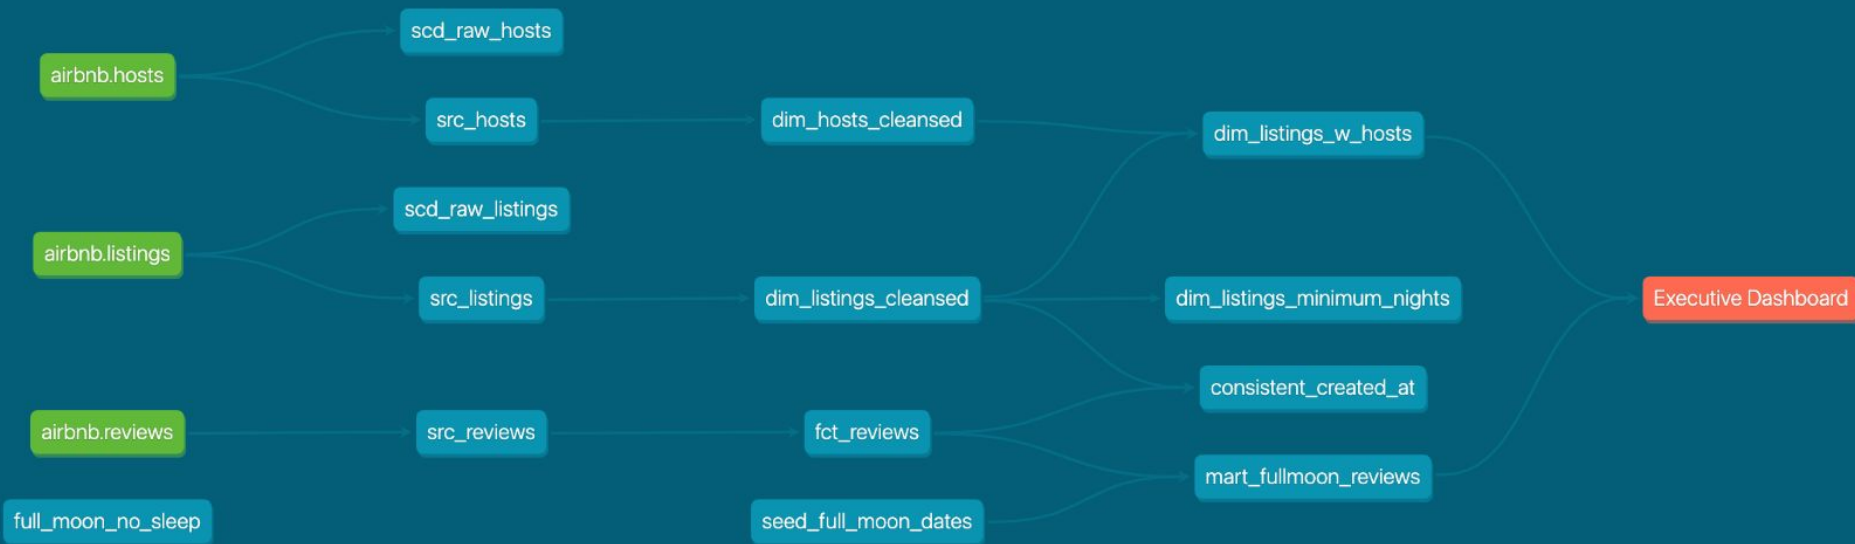 scd_raw_hosts
airbnb.hosts
src_hosts
dim_hosts_cleansed
dim_listings_w_hosts
scd_raw_listings
airbnb.listings
src_listings
dim_listings_cleansed
dim_listings_minimum_nights
Executive Dashboard
consistent_created_at
airbnb.reviews
src_reviews
fct_reviews
mart_fullmoon_reviews
full_moon_no_sleep
seed_full_moon_dates